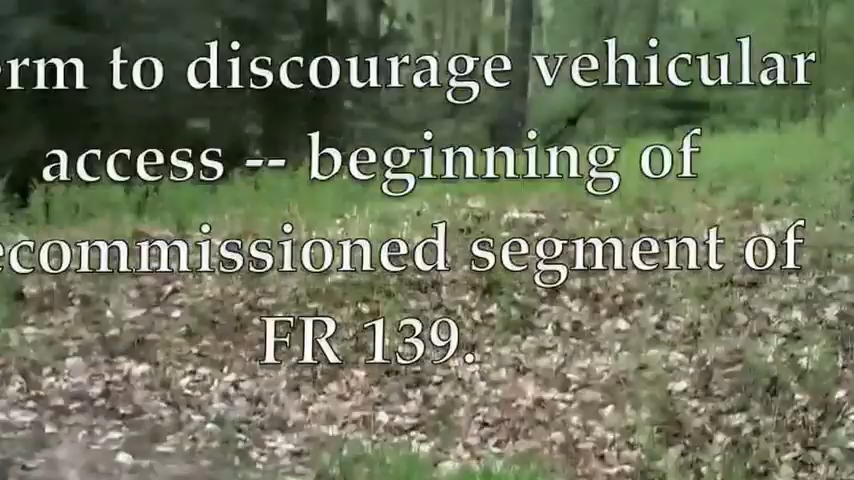 rm to discourage vehicular
access -- beginning of
ecommissioned segment of
FR 139.